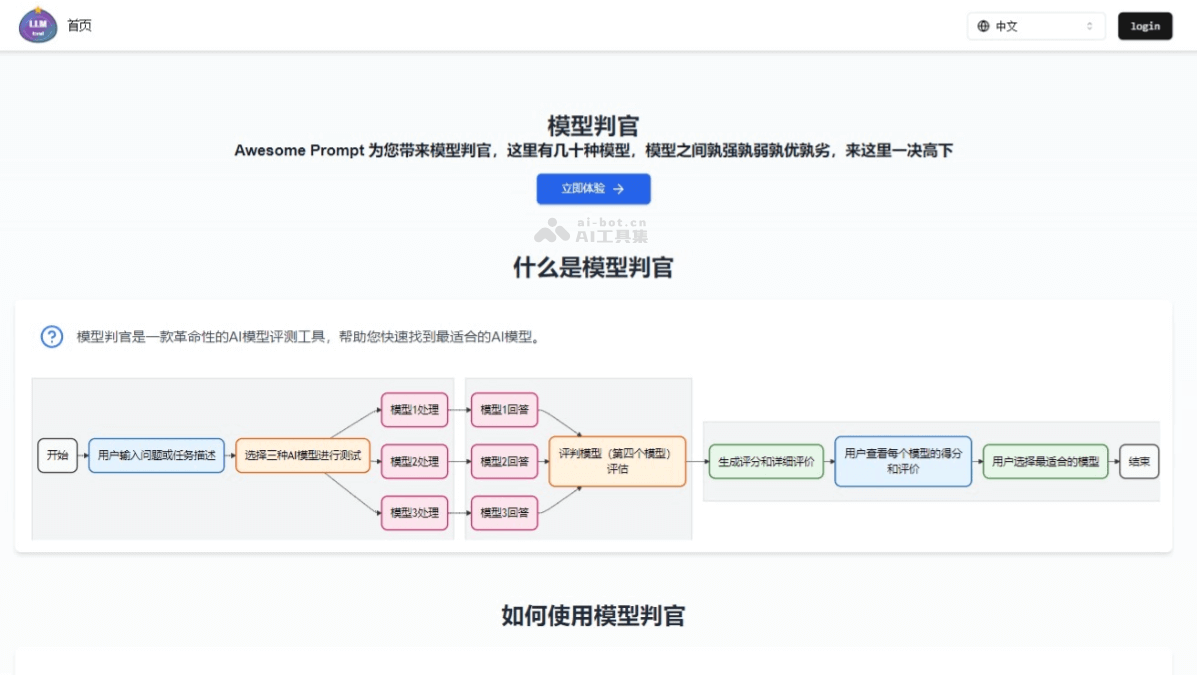 LLM
首页
中文
login
模型判官
Awesome Prompt 为您带来模型判官，这里有几十种模型，模型之间孰强孰弱孰优孰劣，来这里一决高下
立即体验
ai-bot.cn
AI工具集
什么是模型判官
模型判官是一款革命性的AI模型评测工具，帮助您快速找到最适合的AI模型。
开始
用户输入问题或任务描述
选择三种AI模型进行测试
模型1处理
模型2处理
模型3处理
模型1回答
模型2回答
模型3回答
评判模型（第四个模型）
评估
生成评分和详细评价
用户查看每个模型的得分
和评价
用户选择最适合的模型
结束
如何使用模型判官